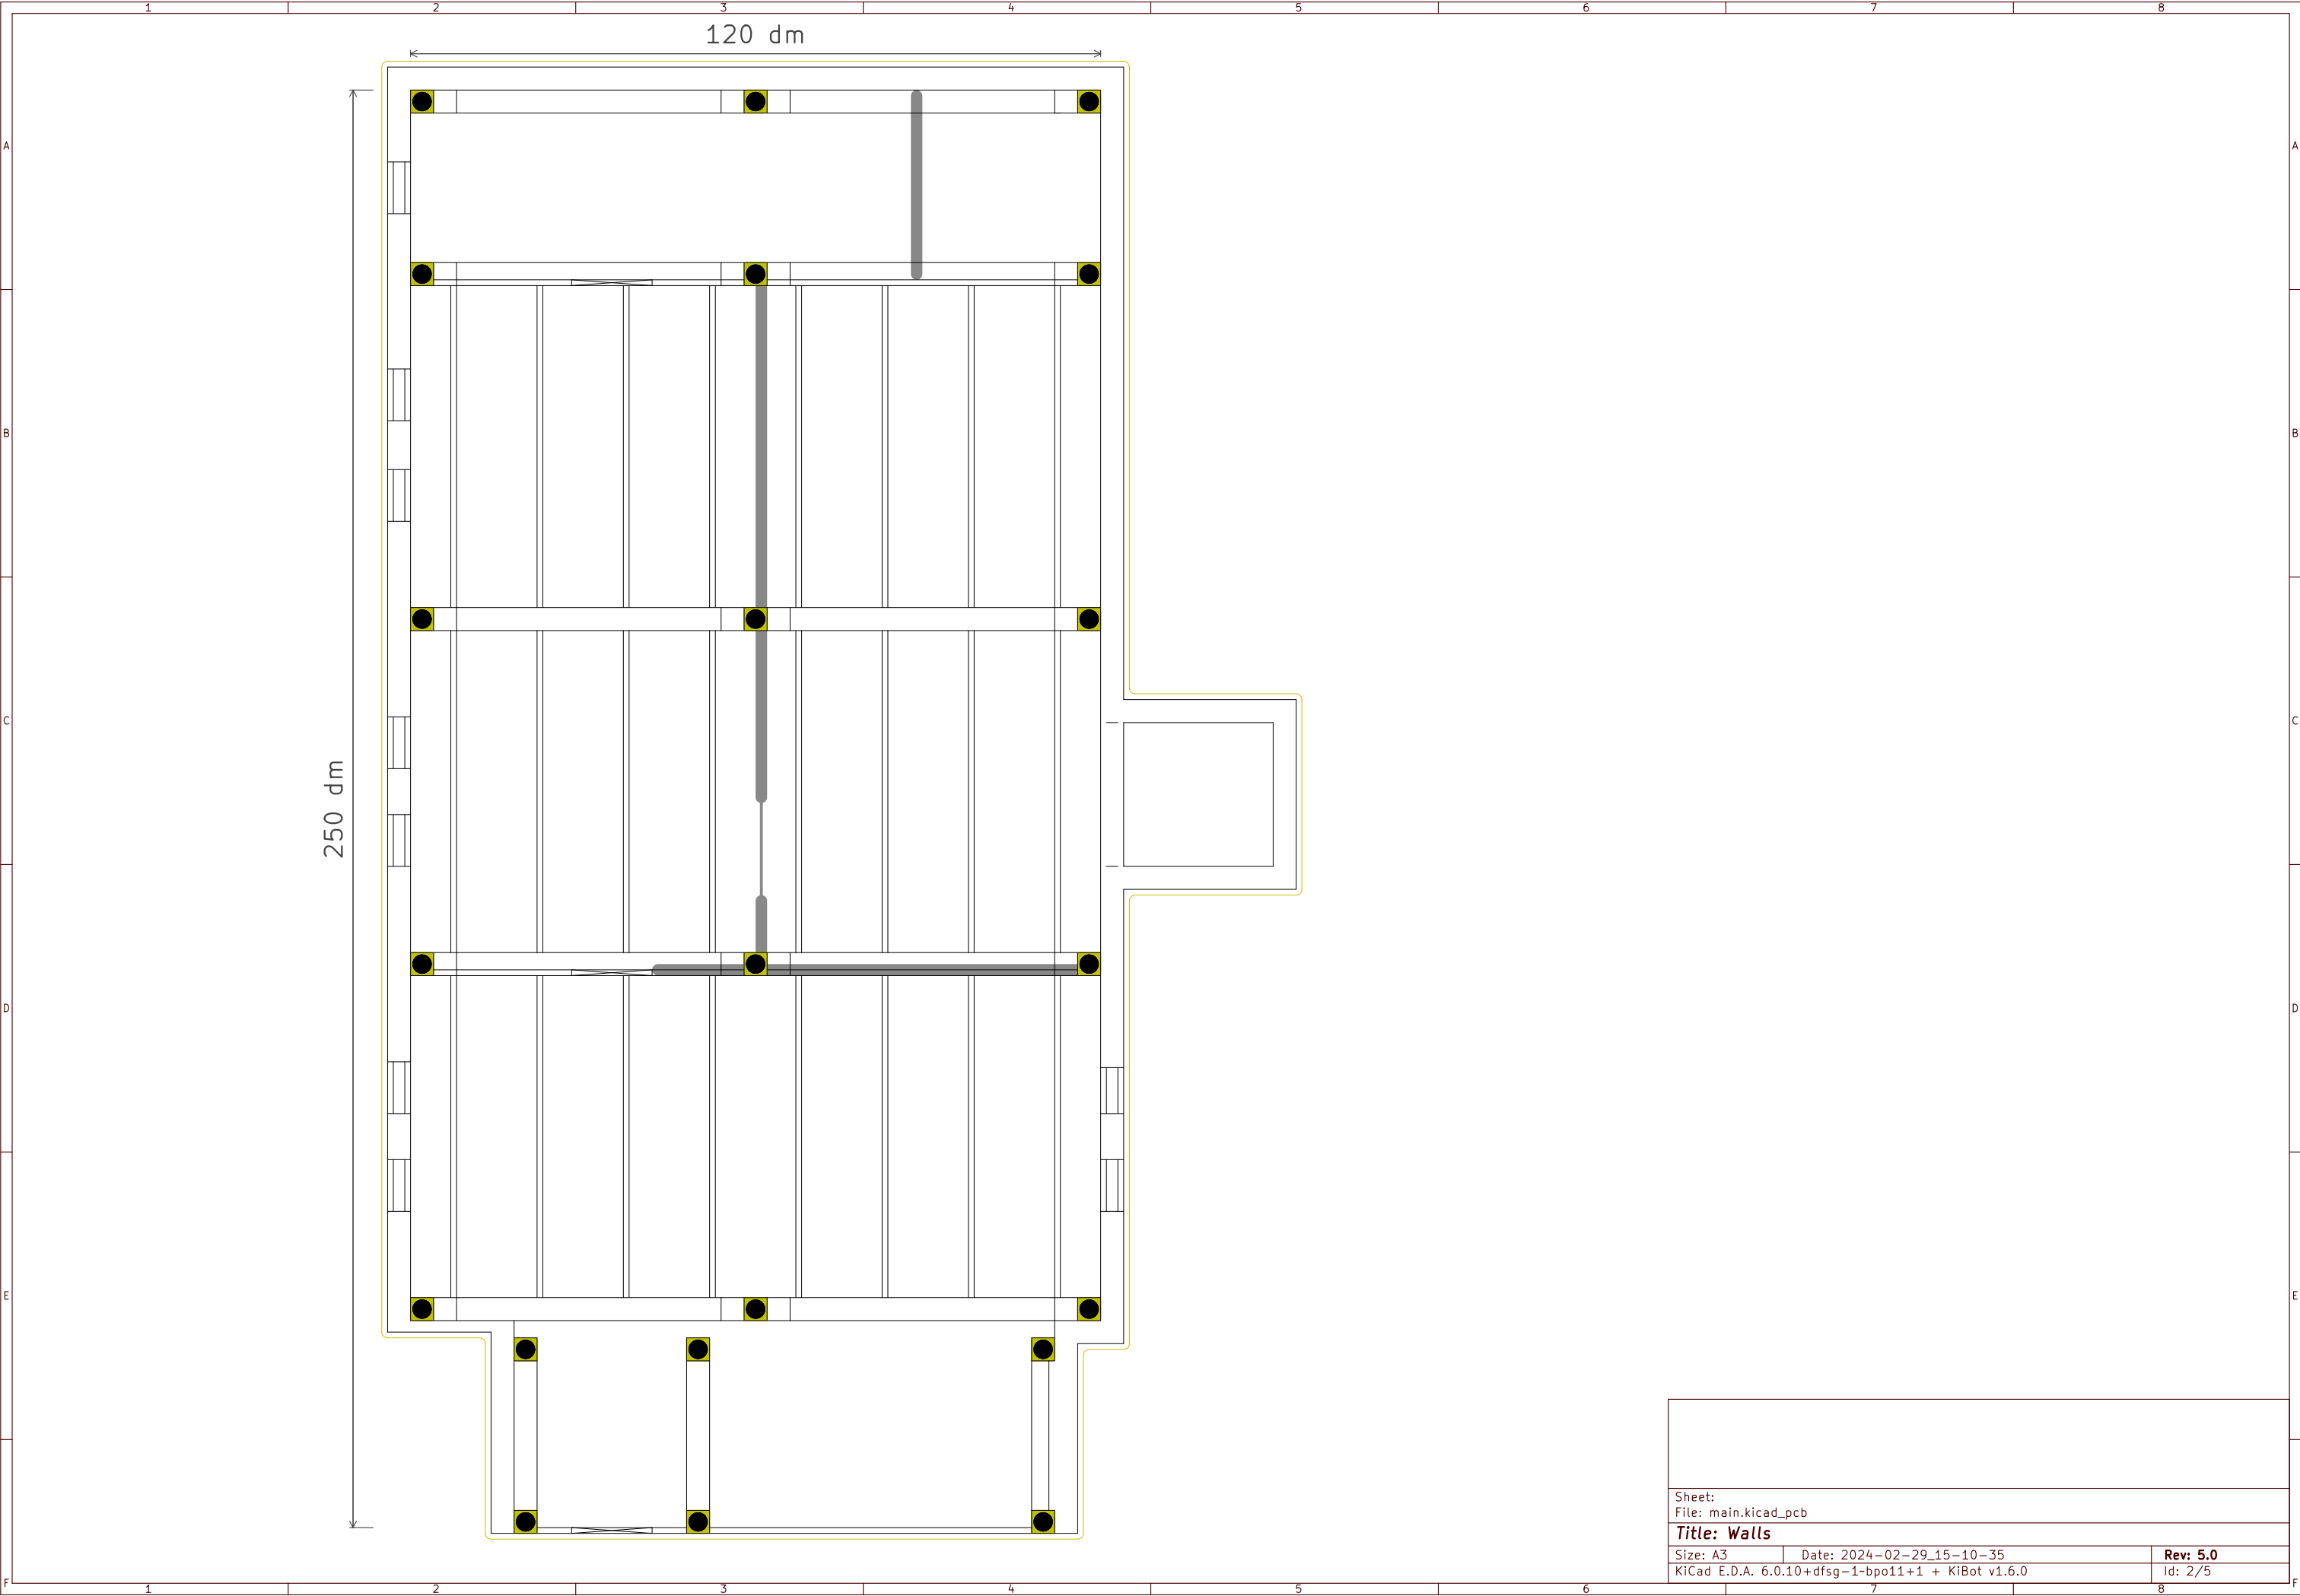 1 2 3 4 5 6 7 8
120 dm
A A
B B
C C
250 dm
D D
E E
Sheet:
File: main.kicad_pcb
Title: Walls
Size: A3 Date: 2024-02-29_15-10-35 Rev: 5.0
KiCad E.D.A. 6.0.10+dfsg-1~bpo11+1 + KiBot v1.6.0 Id: 2/5
F F
1 2 3 4 5 6 7 8